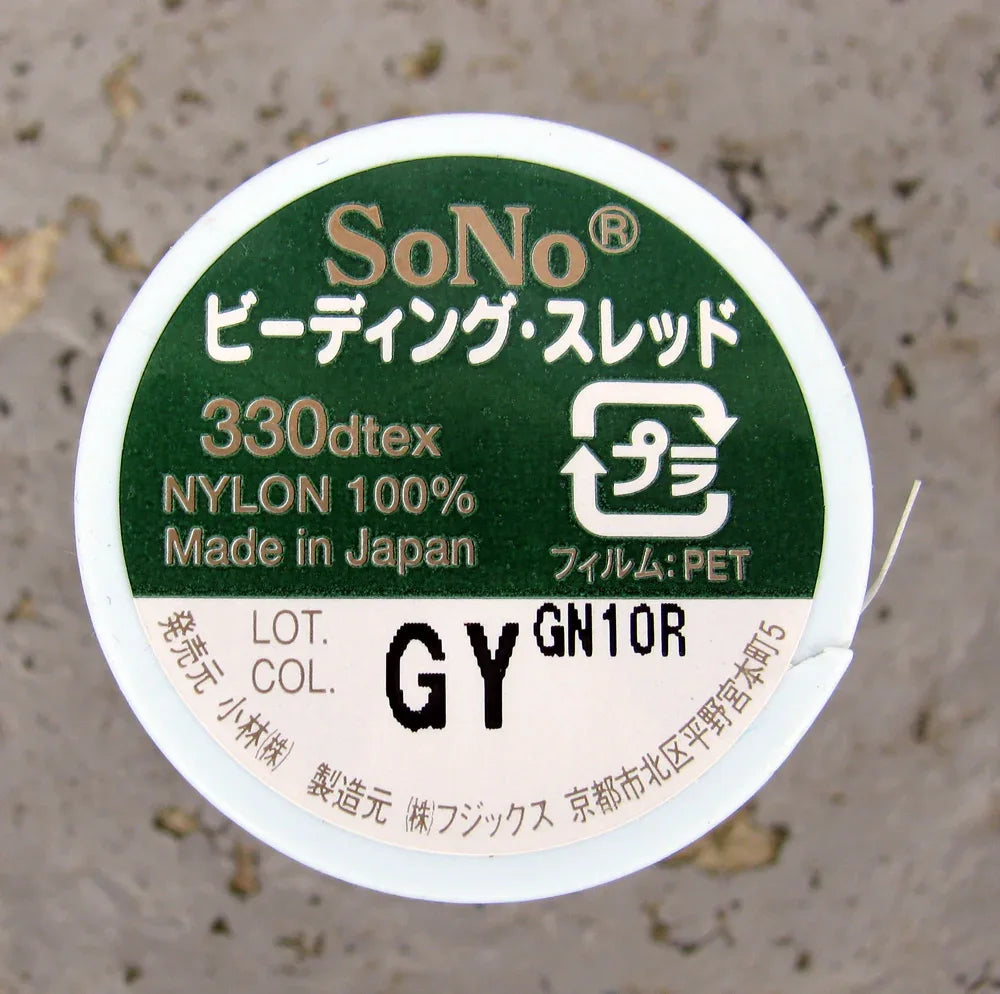 SoNo®
ビーディング・スレッド
330dtex
NYLON 100%
Made in Japan
プラ
フィルム：PET
LOT. GN10R
COL. GY
発売元 小林㈱ 製造元 ㈱フジックス 京都市北区平野宮本町5